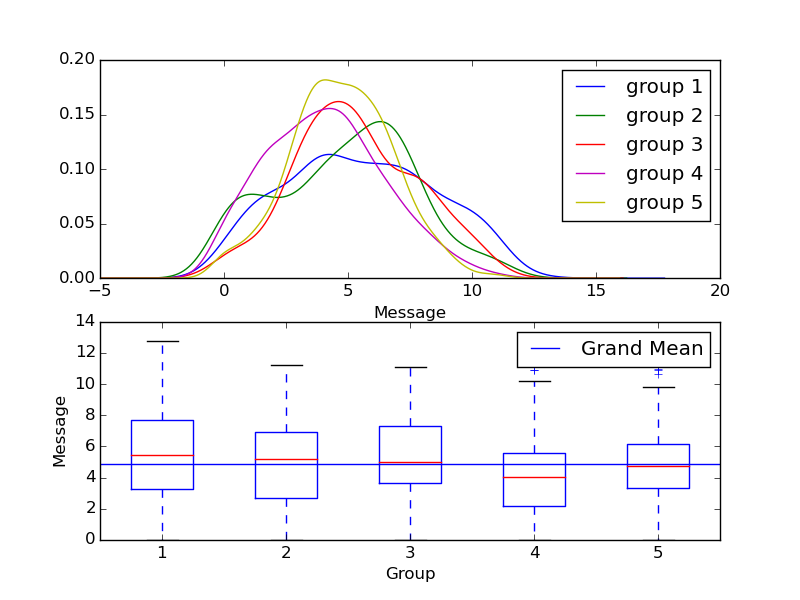 0.20
0.15
0.10
0.05
0.00
group 1
group 2
group 3
group 4
group 5
−5 0 5 10 15 20
Message
14
12
10
8
6
4
2
0
Message
Grand Mean
1 2 3 4 5
Group